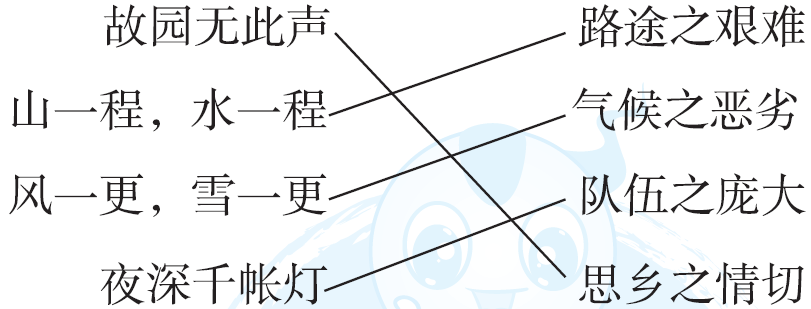 故园无此声 路途之艰难
山一程，水一程 气候之恶劣
风一更，雪一更 队伍之庞大
夜深千帐灯 思乡之情切